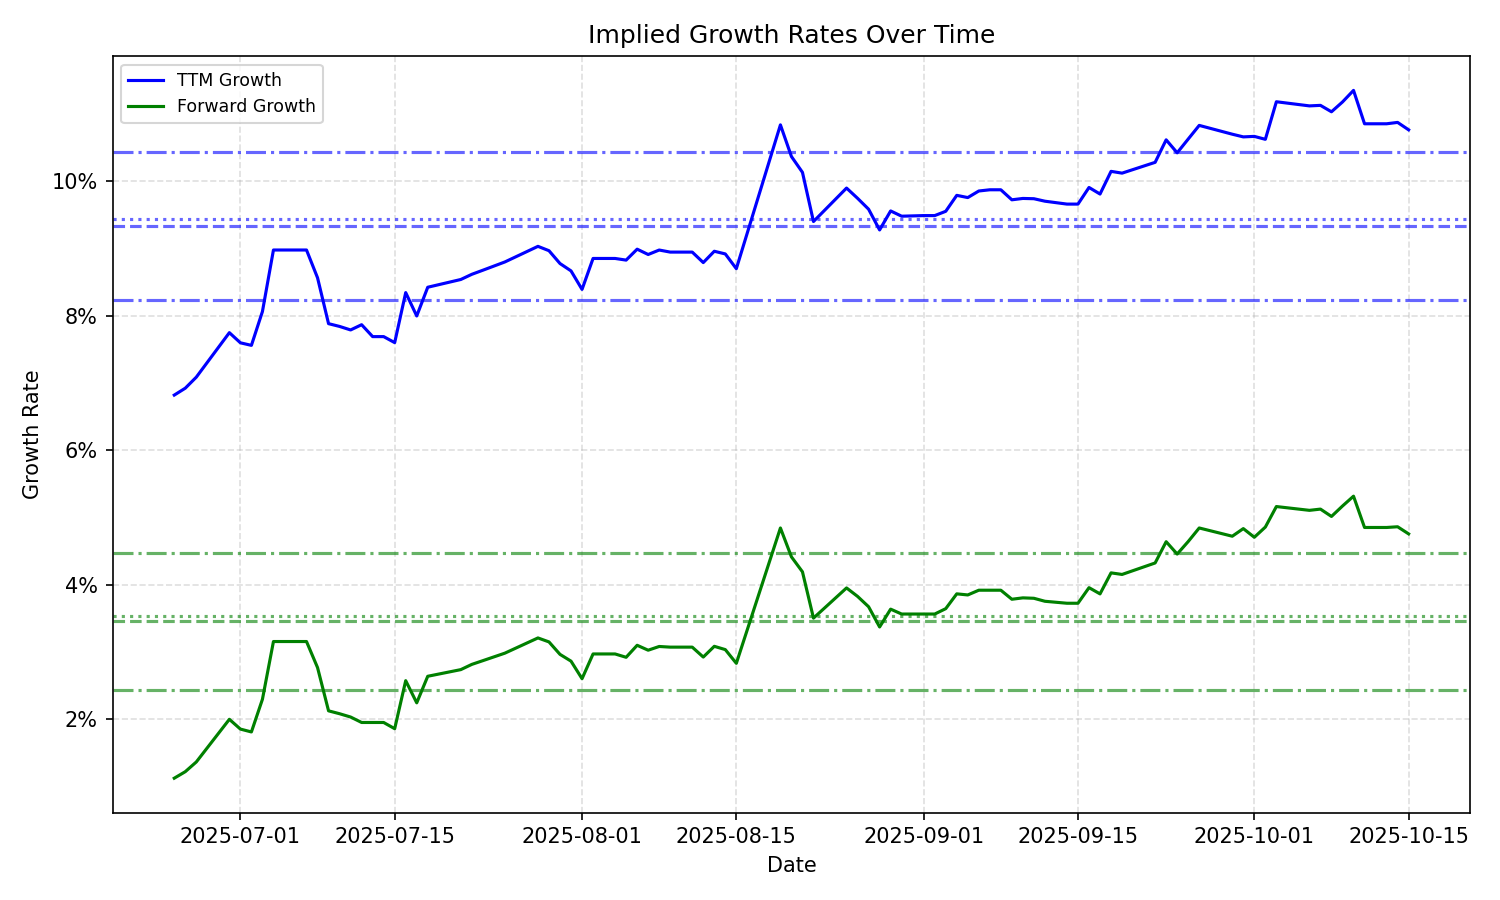 Implied Growth Rates Over Time
TTM Growth
Forward Growth
10%
8%
6%
4%
2%
Growth Rate
2025-07-01 2025-07-15 2025-08-01 2025-08-15 2025-09-01 2025-09-15 2025-10-01 2025-10-15
Date